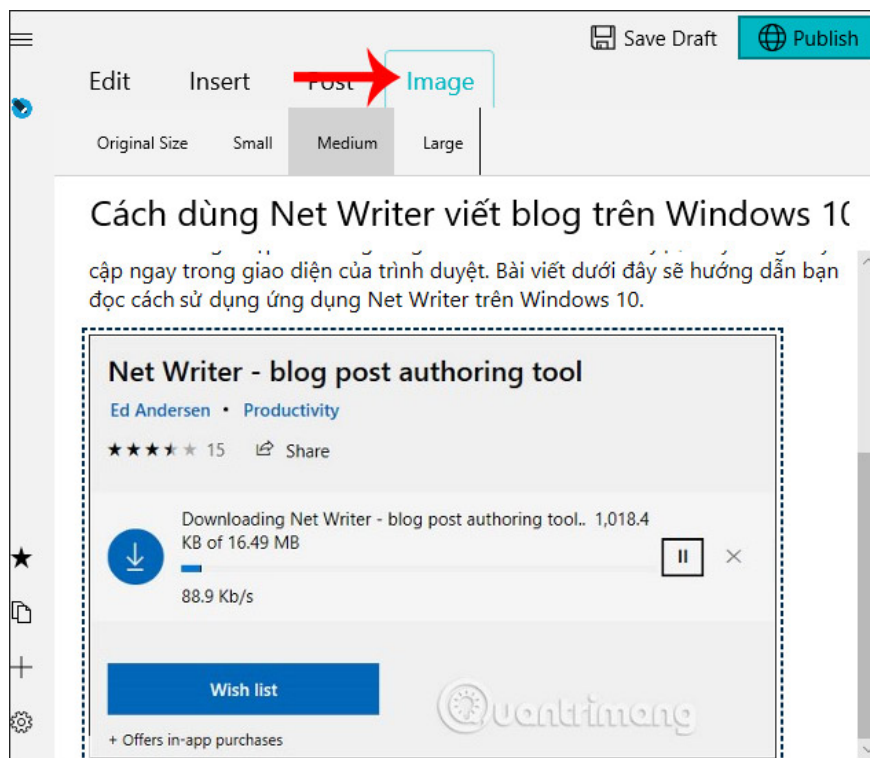 Save Draft
Publish
Edit
Insert
Post
Image
Original Size
Small
Medium
Large
Cách dùng Net Writer viết blog trên Windows 10
cập ngay trong giao diện của trình duyệt. Bài viết dưới đây sẽ hướng dẫn bạn
đọc cách sử dụng ứng dụng Net Writer trên Windows 10.
Net Writer - blog post authoring tool
Ed Andersen • Productivity
15
Share
Downloading Net Writer - blog post authoring tool.. 1,018.4
KB of 16.49 MB
88.9 Kb/s
Wish list
Quantrimang
+ Offers in-app purchases